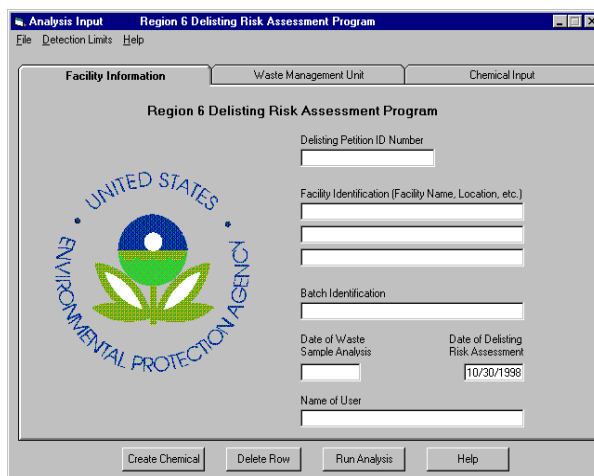 Analysis Input Region 6 Delisting Risk Assessment Program
File Detection Limits Help
Facility Information Waste Management Unit Chemical Input
Region 6 Delisting Risk Assessment Program
UNITED STATES
ENVIRONMENTAL PROTECTION AGENCY
Delisting Petition ID Number
Facility Identification (Facility Name, Location, etc.)
Batch Identification
Date of Waste
Sample Analysis
Date of Delisting
Risk Assessment
10/30/1998
Name of User
Create Chemical Delete Row Run Analysis Help